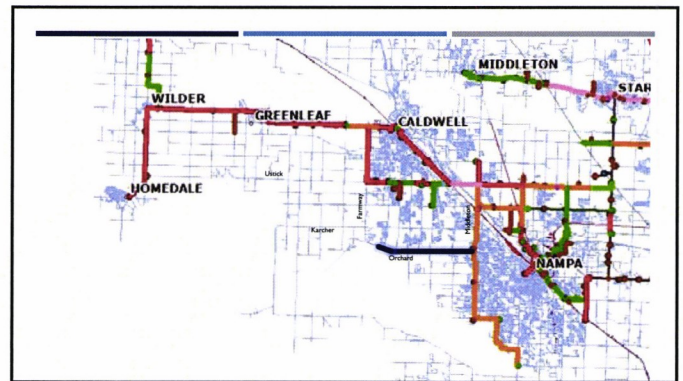 MIDDLETON
STAR
WILDER
GREENLEAF
CALDWELL
Ustick
HOMEDALE
Farmway
Karcher
Middleton
Orchard
NAMPA